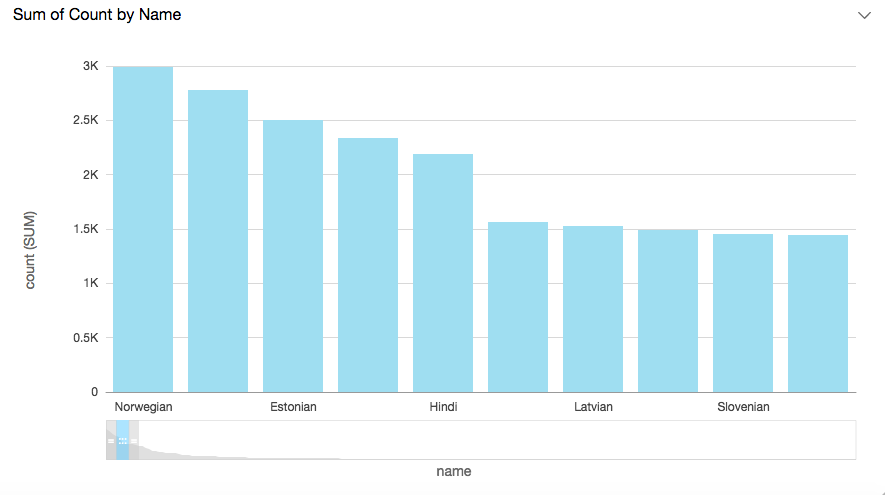 Sum of Count by Name
3K
2.5K
2K
1.5K
1K
0.5K
0
count (SUM)
Norwegian Estonian Hindi Latvian Slovenian
name